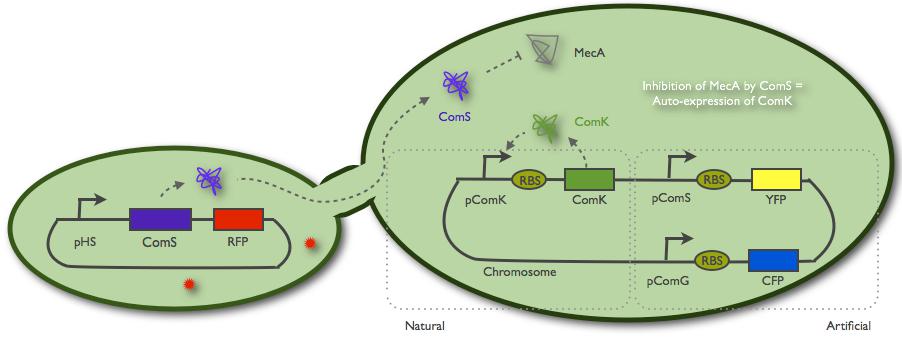 MecA
Inhibition of MecA by ComS =
Auto-expression of ComK
ComS
ComK
RBS
RBS
pComK
ComK
pComS
YFP
pHS
ComS
RFP
RBS
Chromosome
pComG
CFP
Natural
Artificial